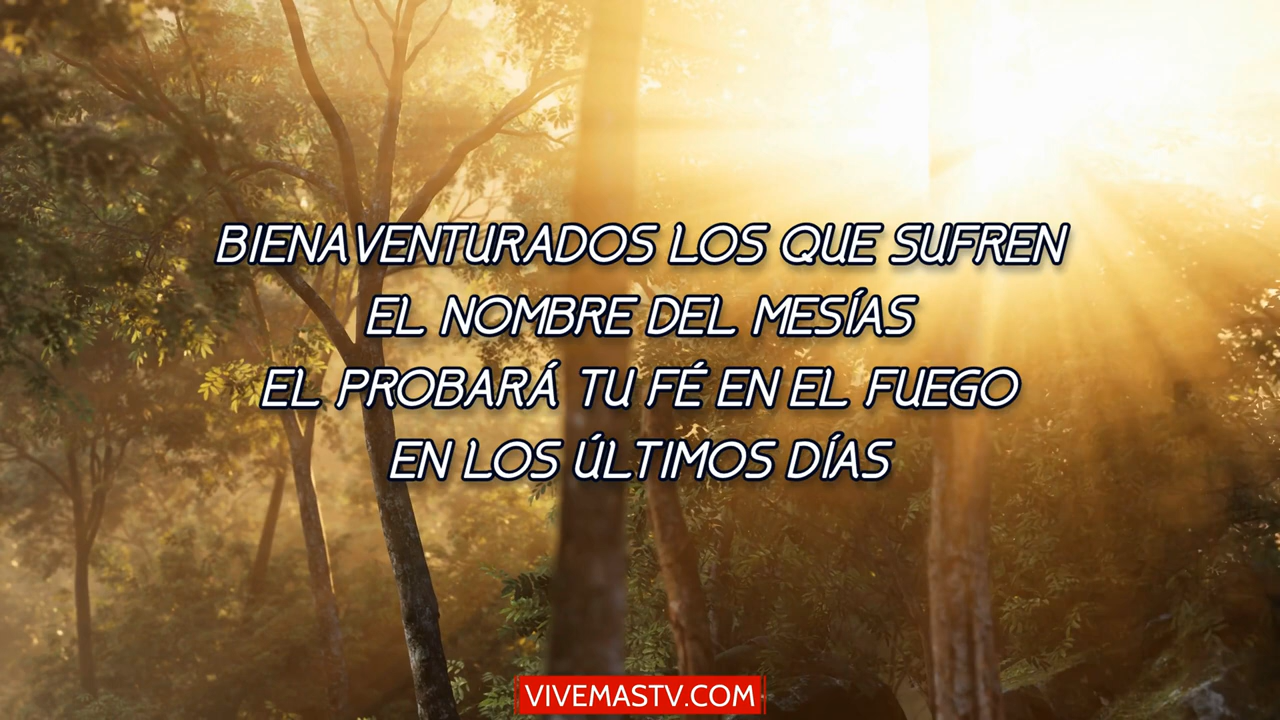 BIENAVENTURADOS LOS QUE SUFREN
EL NOMBRE DEL MESÍAS
EL PROBARÁ TU FÉ EN EL FUEGO
EN LOS ÚLTIMOS DÍAS
VIVEMASTV.COM